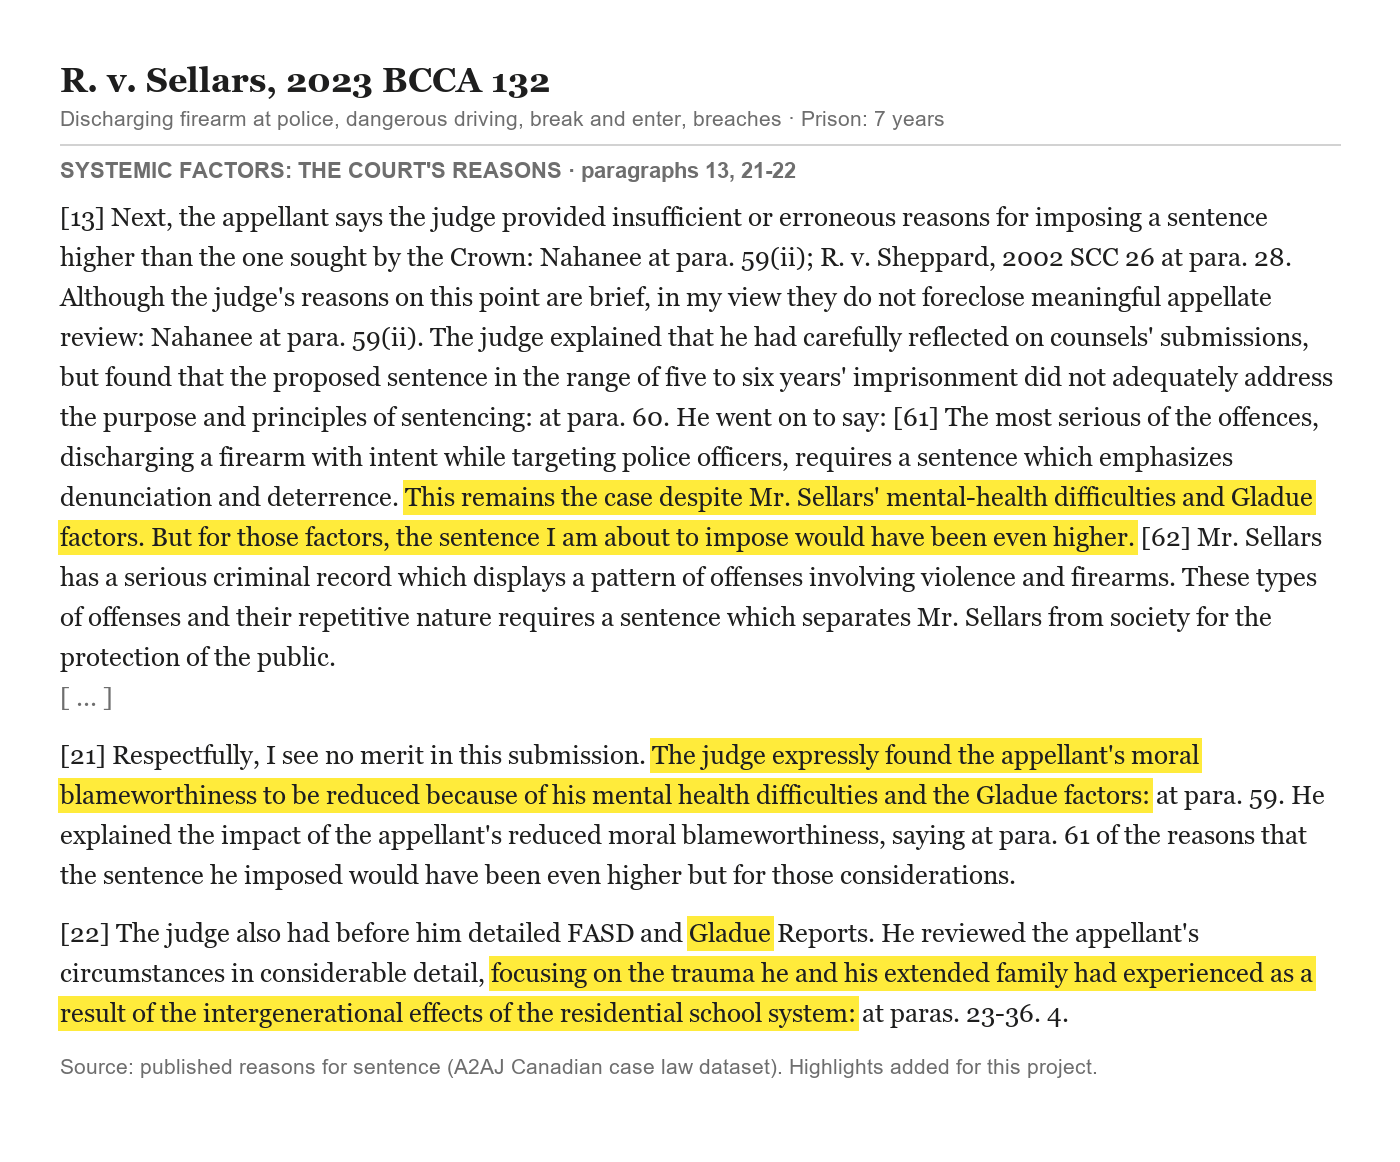 R. v. Sellars, 2023 BCCA 132
Discharging firearm at police, dangerous driving, break and enter, breaches · Prison: 7 years
SYSTEMIC FACTORS: THE COURT'S REASONS · paragraphs 13, 21-22
[13] Next, the appellant says the judge provided insufficient or erroneous reasons for imposing a sentence
higher than the one sought by the Crown: Nahanee at para. 59(ii); R. v. Sheppard, 2002 SCC 26 at para. 28.
Although the judge's reasons on this point are brief, in my view they do not foreclose meaningful appellate
review: Nahanee at para. 59(ii). The judge explained that he had carefully reflected on counsels' submissions,
but found that the proposed sentence in the range of five to six years' imprisonment did not adequately address
the purpose and principles of sentencing: at para. 60. He went on to say: [61] The most serious of the offences,
discharging a firearm with intent while targeting police officers, requires a sentence which emphasizes
denunciation and deterrence. This remains the case despite Mr. Sellars' mental-health difficulties and Gladue
factors. But for those factors, the sentence I am about to impose would have been even higher. [62] Mr. Sellars
has a serious criminal record which displays a pattern of offenses involving violence and firearms. These types
of offenses and their repetitive nature requires a sentence which separates Mr. Sellars from society for the
protection of the public.
[ ... ]
[21] Respectfully, I see no merit in this submission. The judge expressly found the appellant's moral
blameworthiness to be reduced because of his mental health difficulties and the Gladue factors: at para. 59. He
explained the impact of the appellant's reduced moral blameworthiness, saying at para. 61 of the reasons that
the sentence he imposed would have been even higher but for those considerations.
[22] The judge also had before him detailed FASD and Gladue Reports. He reviewed the appellant's
circumstances in considerable detail, focusing on the trauma he and his extended family had experienced as a
result of the intergenerational effects of the residential school system: at paras. 23-36. 4.
Source: published reasons for sentence (A2AJ Canadian case law dataset). Highlights added for this project.